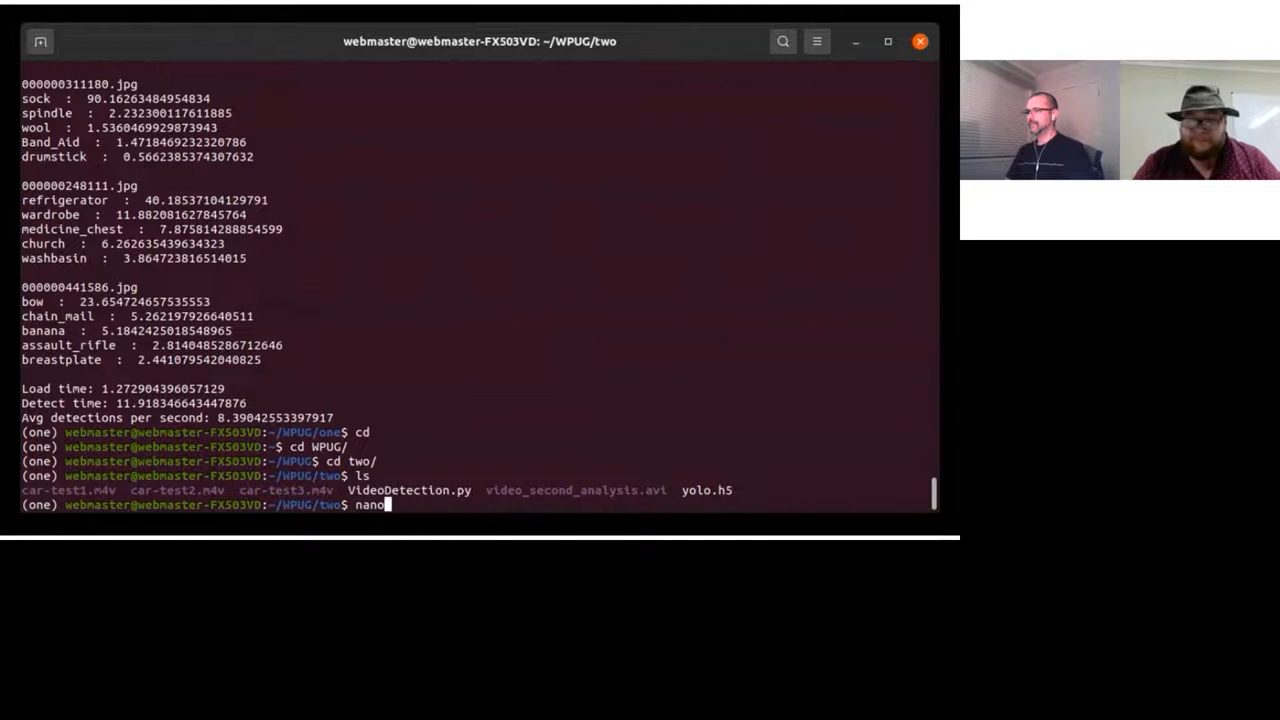 webmaster@webmaster-FX503VD: ~/WPUG/two
000000311180.jpg
sock  :  90.16263484954834
spindle  :  2.232300117611885
wool  :  1.5360469929873943
Band_Aid  :  1.4718469232320786
drumstick  :  0.5662385374307632
000000248111.jpg
refrigerator  :  40.18537104129791
wardrobe  :  11.882081627845764
medicine_chest  :  7.875814288854599
church  :  6.262635439634323
washbasin  :  3.864723816514015
000000441586.jpg
bow  :  23.654724657535553
chain_mail  :  5.262197926640511
banana  :  5.1842425018548965
assault_rifle  :  2.8140485286712646
breastplate  :  2.441079542040825
Load time: 1.272904396057129
Detect time: 11.918346643447876
Avg detections per second: 8.39042553397917
(one) webmaster@webmaster-FX503VD:~/WPUG/one$ cd
(one) webmaster@webmaster-FX503VD:~$ cd WPUG/
(one) webmaster@webmaster-FX503VD:~/WPUG$ cd two/
(one) webmaster@webmaster-FX503VD:~/WPUG/two$ ls
car-test1.m4v  car-test2.m4v  car-test3.m4v  VideoDetection.py  video_second_analysis.avi  yolo.h5
(one) webmaster@webmaster-FX503VD:~/WPUG/two$ nano